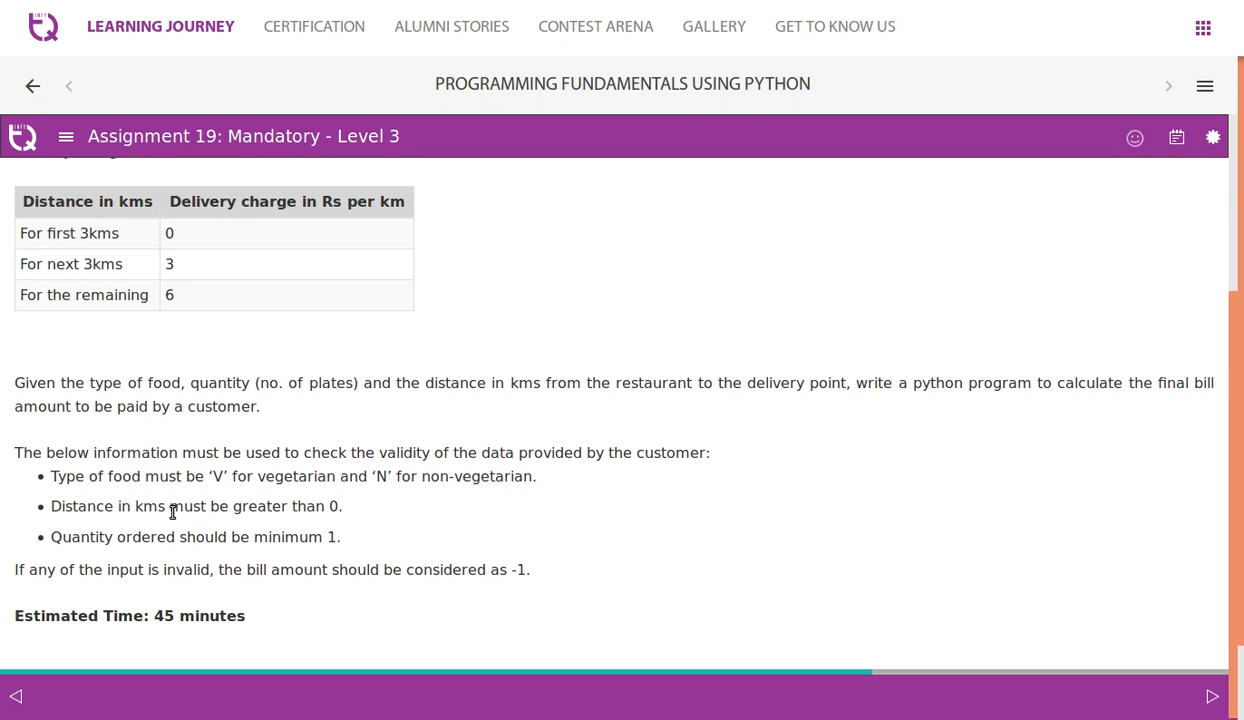 LEARNING JOURNEY CERTIFICATION ALUMNI STORIES CONTEST ARENA GALLERY GET TO KNOW US
PROGRAMMING FUNDAMENTALS USING PYTHON
Assignment 19: Mandatory - Level 3
Distance in kms Delivery charge in Rs per km
For first 3kms 0
For next 3kms 3
For the remaining 6
Given the type of food, quantity (no. of plates) and the distance in kms from the restaurant to the delivery point, write a python program to calculate the final bill
amount to be paid by a customer.
The below information must be used to check the validity of the data provided by the customer:
• Type of food must be ‘V’ for vegetarian and ‘N’ for non-vegetarian.
• Distance in kms must be greater than 0.
• Quantity ordered should be minimum 1.
If any of the input is invalid, the bill amount should be considered as -1.
Estimated Time: 45 minutes